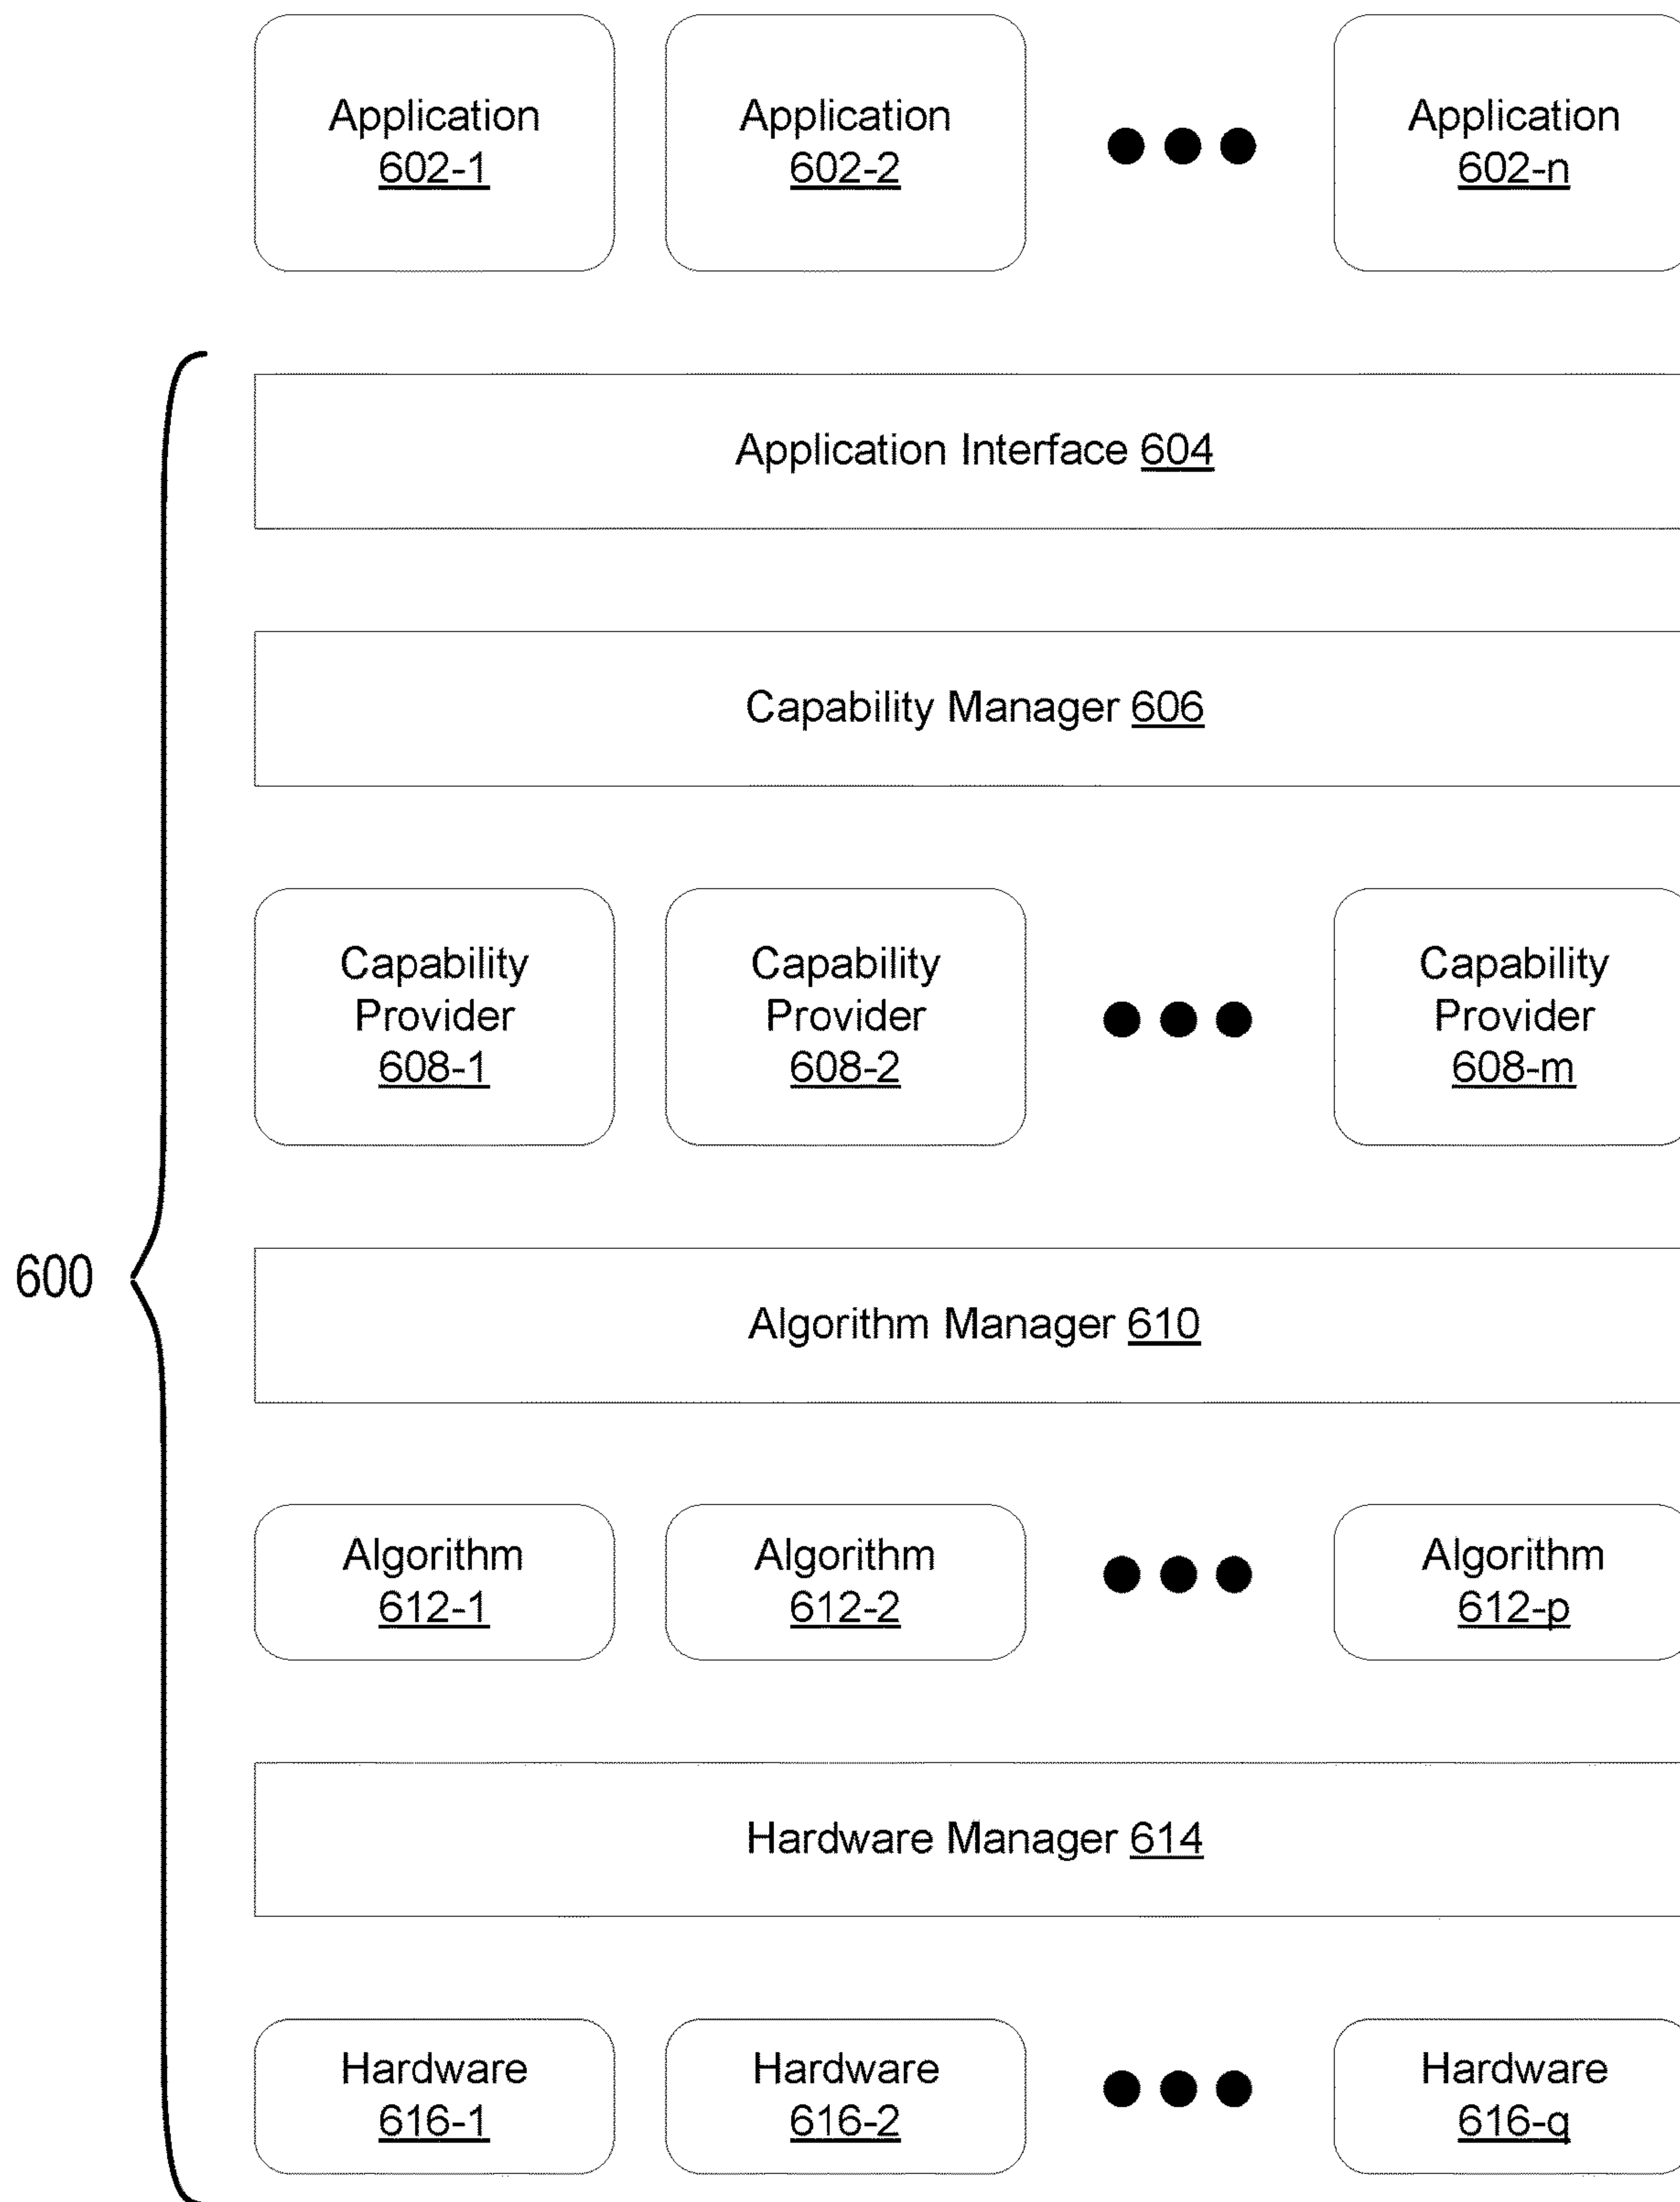 Application
602-1
Application
602-2
Application
602-n
Application Interface 604
Capability Manager 606
Capability
Provider
608-1
Capability
Provider
608-2
Capability
Provider
608-m
600
Algorithm Manager 610
Algorithm
612-1
Algorithm
612-2
Algorithm
612-p
Hardware Manager 614
Hardware
616-1
Hardware
616-2
Hardware
616-q